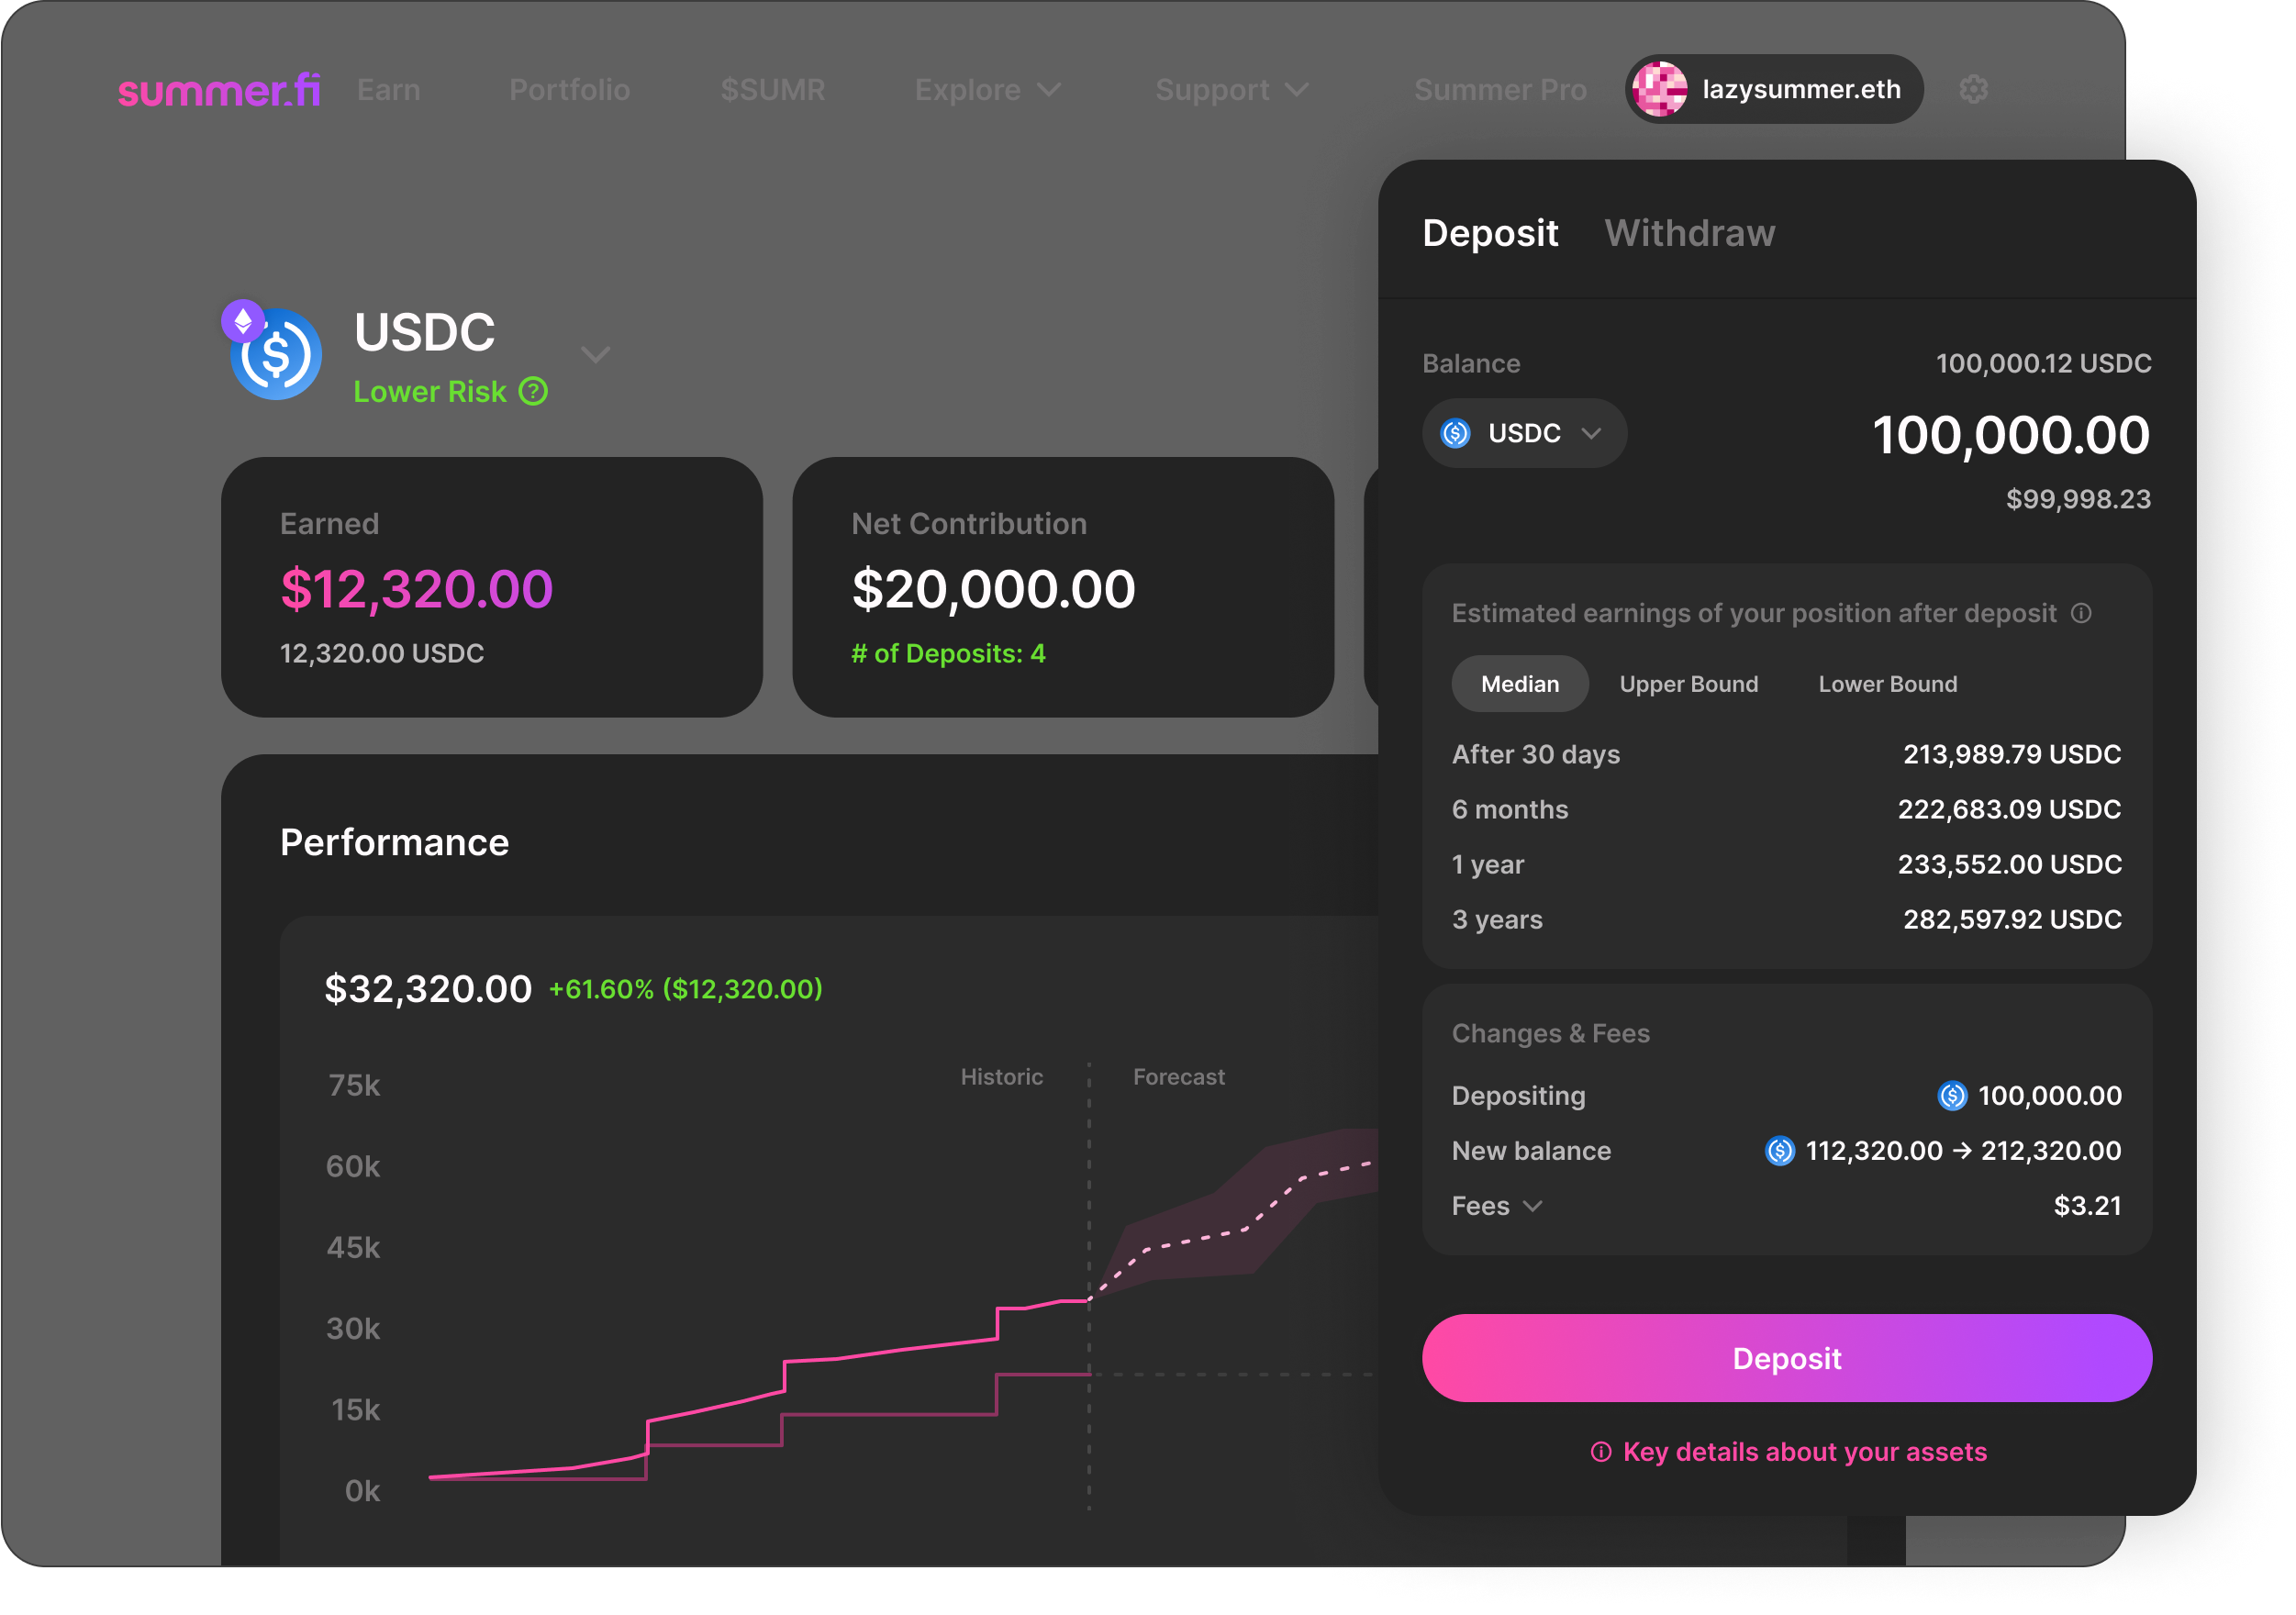 summer.fi Earn Portfolio $SUMR Explore Support Summer Pro lazysummer.eth
USDC
Lower Risk
Earned
$12,320.00
12,320.00 USDC
Net Contribution
$20,000.00
# of Deposits: 4
Performance
$32,320.00 +61.60% ($12,320.00)
Historic Forecast
75k
60k
45k
30k
15k
0k
Deposit Withdraw
Balance 100,000.12 USDC
USDC 100,000.00
$99,998.23
Estimated earnings of your position after deposit
Median Upper Bound Lower Bound
After 30 days 213,989.79 USDC
6 months 222,683.09 USDC
1 year 233,552.00 USDC
3 years 282,597.92 USDC
Changes & Fees
Depositing 100,000.00
New balance 112,320.00 → 212,320.00
Fees $3.21
Deposit
Key details about your assets